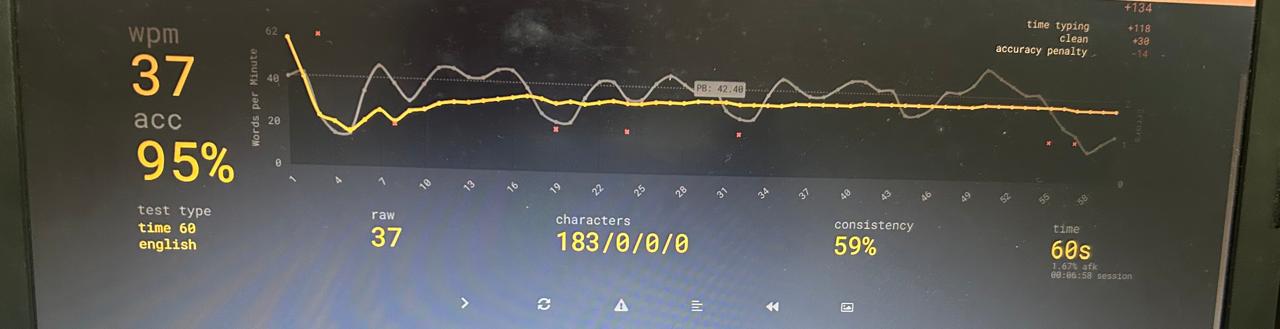 +134
time typing +118
clean +30
accuracy penalty -14
wpm
37
acc
95%
Words per Minute
62
40
20
0
PB: 42.40
1 4 7 10 13 16 19 22 25 28 31 34 37 40 43 46 49 52 55 58
2
1
0
test type
time 60
english
raw
37
characters
183/0/0/0
consistency
59%
time
60s
1.67% afk
00:06:58 session